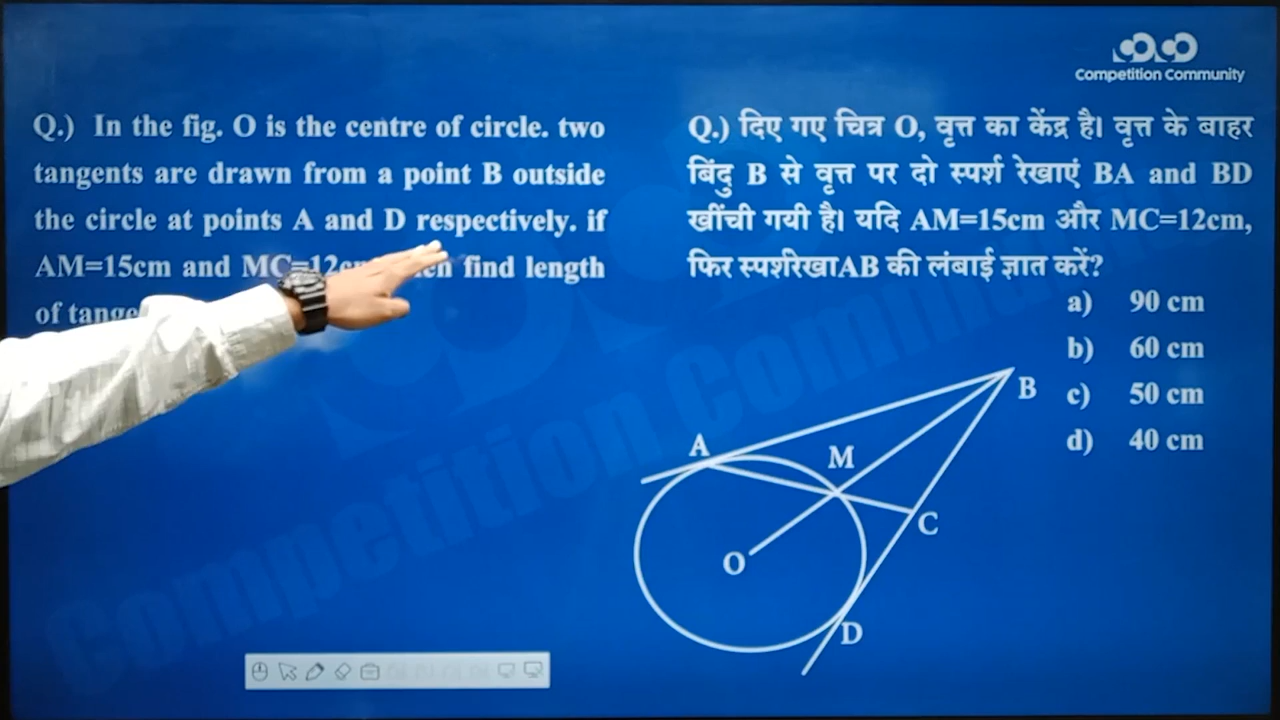 Competition Community
Q.) In the fig. O is the centre of circle. two
tangents are drawn from a point B outside
the circle at points A and D respectively. if
AM=15cm and MC=12cm find length
of
Q.) दिए गए चित्र O, वृत्त का केंद्र है। वृत्त के बाहर
बिंदु B से वृत्त पर दो स्पर्श रेखाएं BA and BD
खींची गयी है। यदि AM=15cm और MC=12cm,
फिर स्पर्शरेखाAB की लंबाई ज्ञात करें?
a) 90 cm
b) 60 cm
c) 50 cm
d) 40 cm
B
A
M
C
O
D
Competition Community